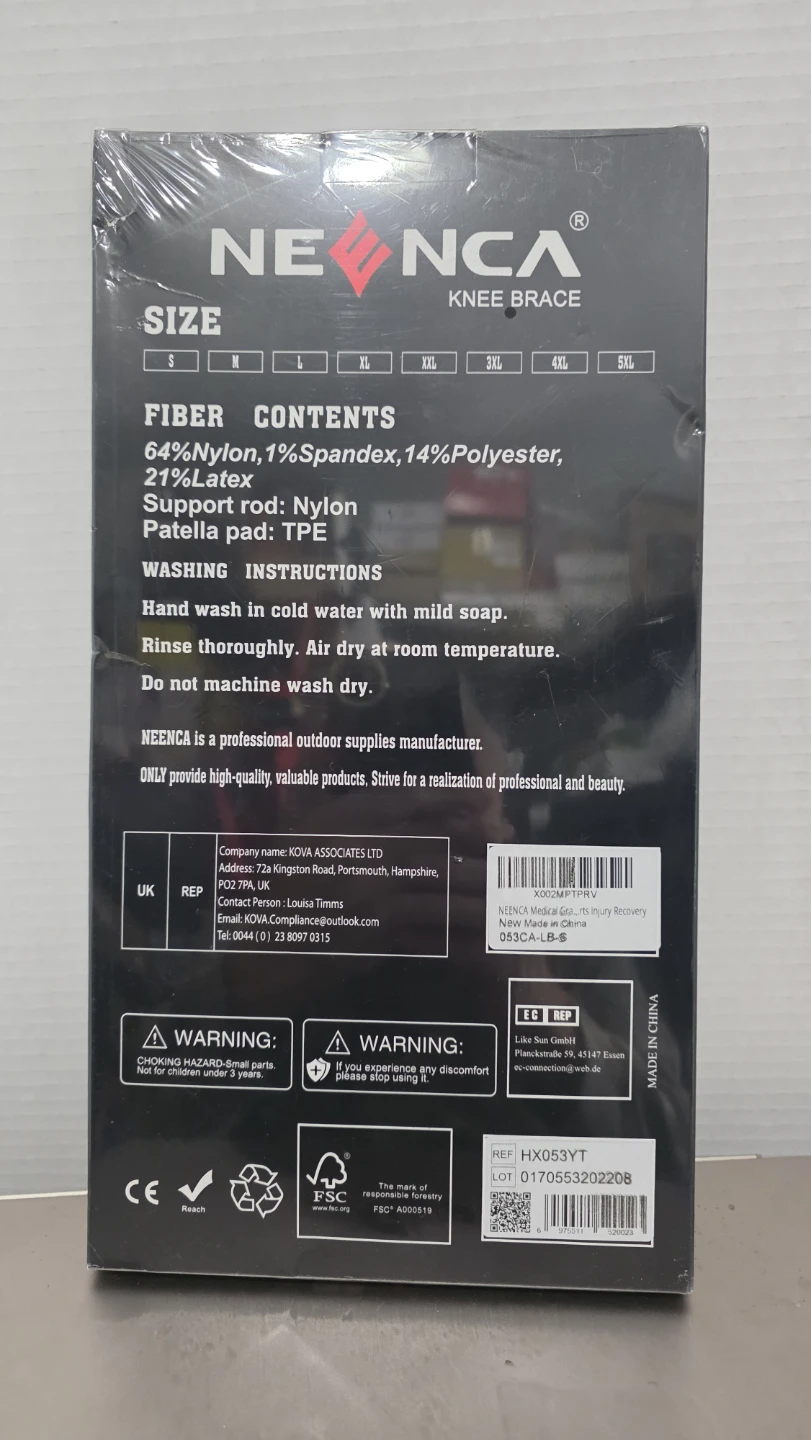 NEENCA®
KNEE BRACE
SIZE
S M L XL XXL 3XL 4XL 5XL
FIBER CONTENTS
64%Nylon,1%Spandex,14%Polyester,
21%Latex
Support rod: Nylon
Patella pad: TPE
WASHING INSTRUCTIONS
Hand wash in cold water with mild soap.
Rinse thoroughly. Air dry at room temperature.
Do not machine wash dry.
NEENCA is a professional outdoor supplies manufacturer.
ONLY provide high-quality, valuable products, Strive for a realization of professional and beauty.
UK REP
Company name: KOVA ASSOCIATES LTD
Address: 72a Kingston Road, Portsmouth, Hampshire,
PO2 7PA, UK
Contact Person : Louisa Timms
Email: KOVA.Compliance@outlook.com
Tel: 0044 ( 0 ) 23 8097 0315
X002MPTPRV
NEENCA Medical Gra...rts Injury Recovery
New Made in China
053CA-LB-S
WARNING:
CHOKING HAZARD-Small parts.
Not for children under 3 years.
WARNING:
If you experience any discomfort
please stop using it.
EC REP
Like Sun GmbH
Planckstraße 59, 45147 Essen
ec-connection@web.de
MADE IN CHINA
CE
Reach
FSC®
www.fsc.org
The mark of
responsible forestry
FSC® A000519
REF HX053YT
LOT 0170553202208
6 975511 520023